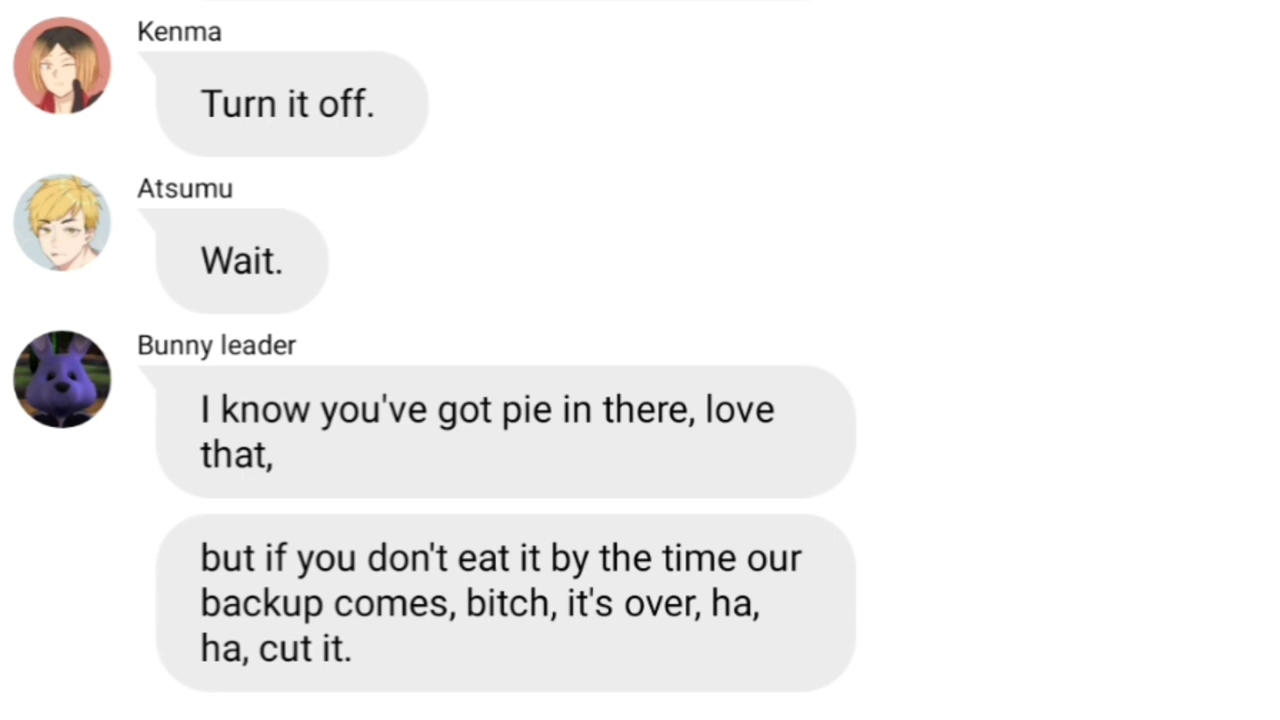 Kenma
Turn it off.
Atsumu
Wait.
Bunny leader
I know you've got pie in there, love
that,
but if you don't eat it by the time our
backup comes, bitch, it's over, ha,
ha, cut it.